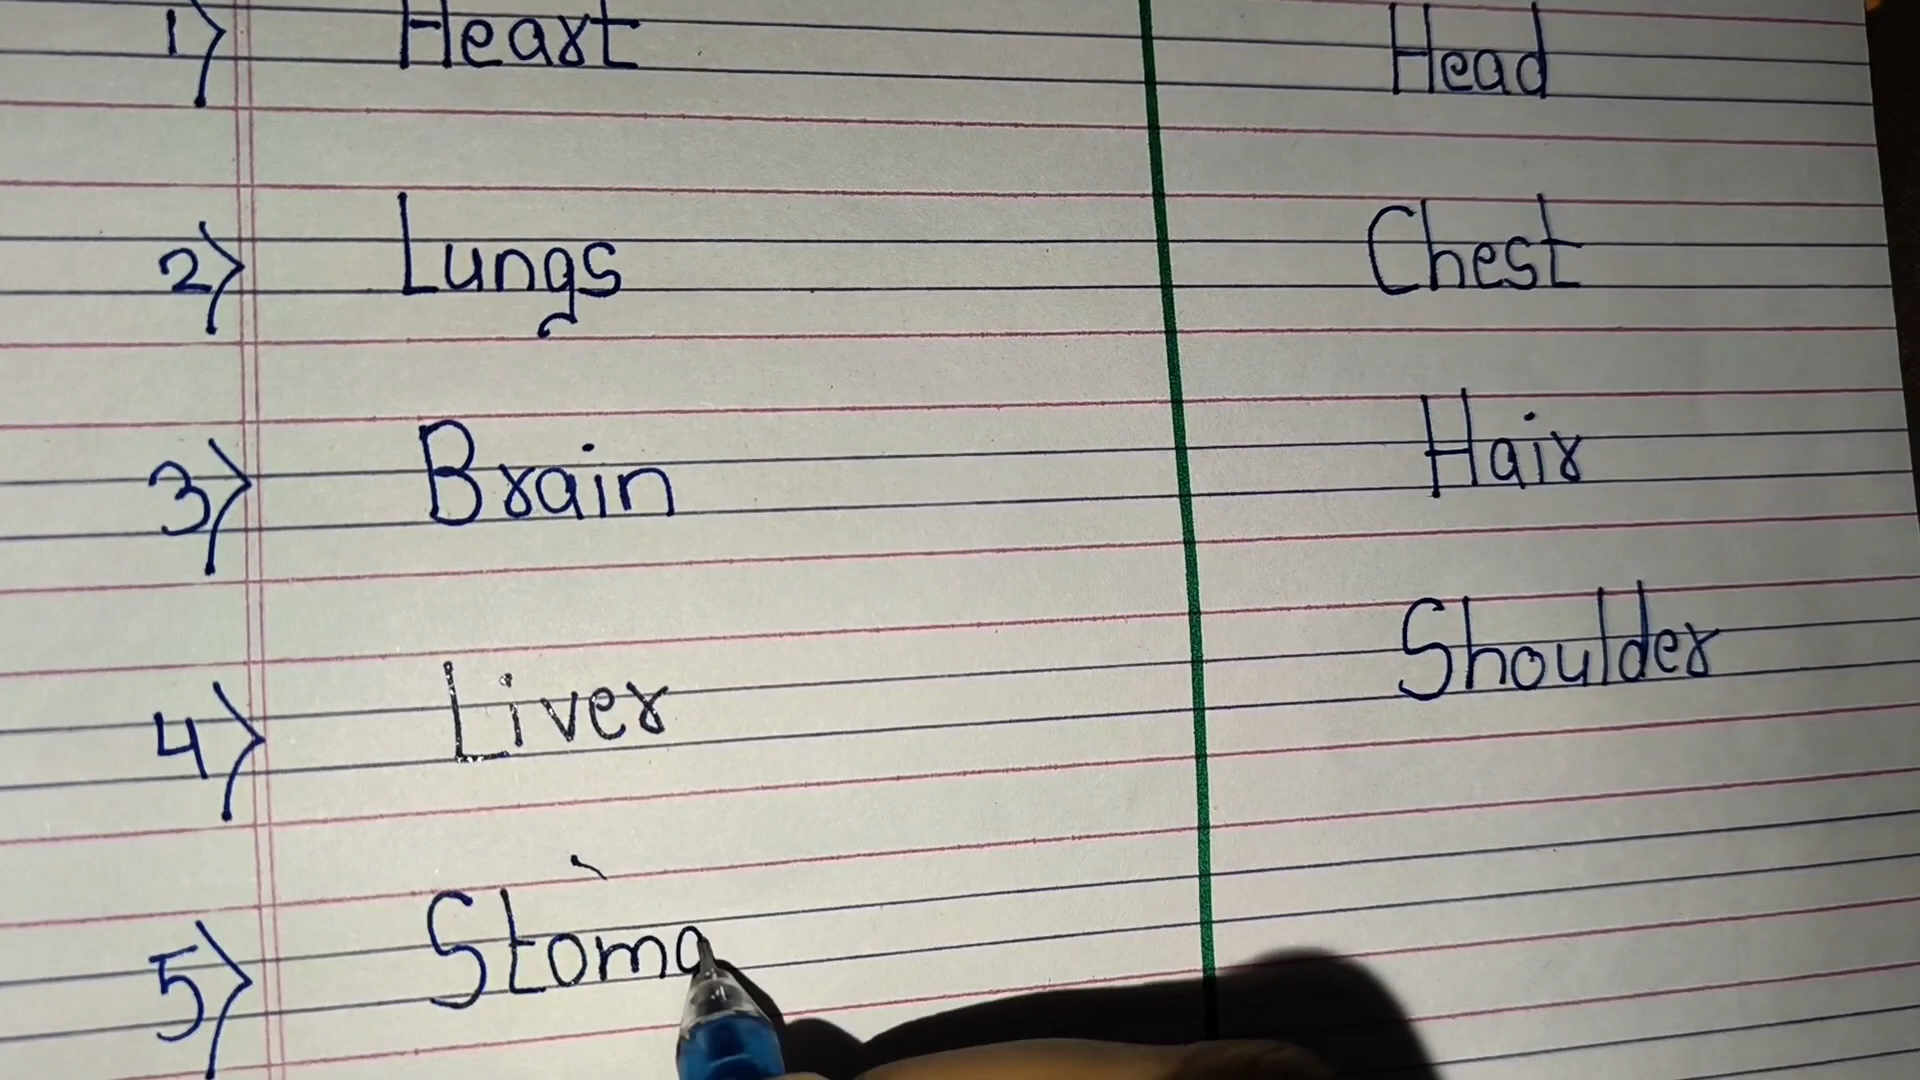 1) Heart Head
2) Lungs Chest
3) Brain Hair
4) Liver Shoulder
5) Stoma